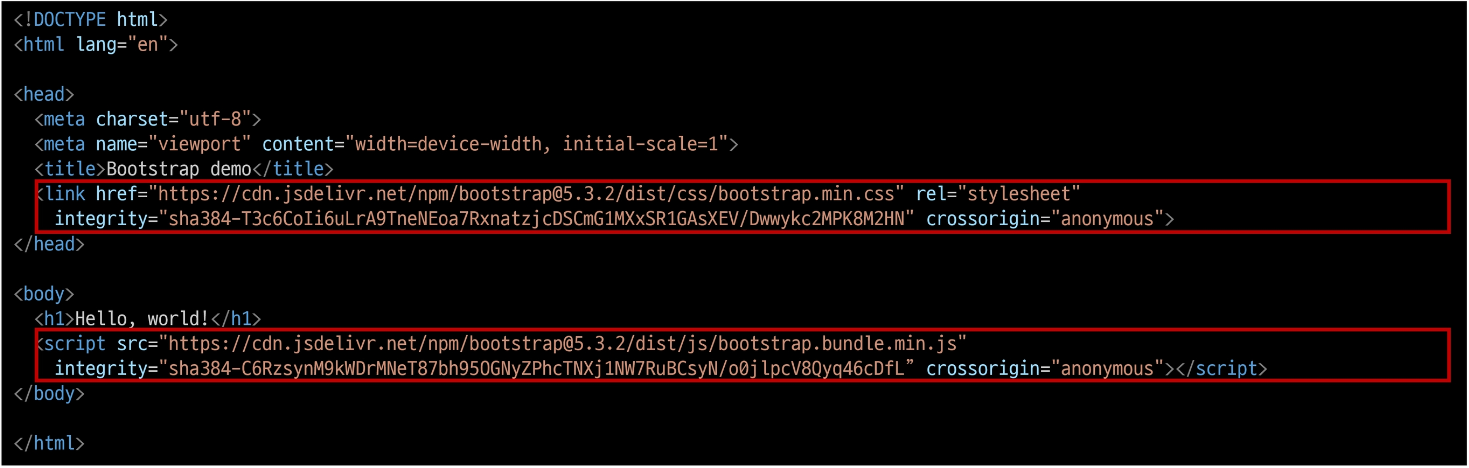 <!DOCTYPE html>
<html lang="en">
<head>
<meta charset="utf-8">
<meta name="viewport" content="width=device-width, initial-scale=1">
<title>Bootstrap demo</title>
<link href="https://cdn.jsdelivr.net/npm/bootstrap@5.3.2/dist/css/bootstrap.min.css" rel="stylesheet"
integrity="sha384-T3c6CoIi6uLrA9TneNEoa7RxnatzjcDSCmG1MXxSR1GAsXEV/Dwwykc2MPK8M2HN" crossorigin="anonymous">
</head>
<body>
<h1>Hello, world!</h1>
<script src="https://cdn.jsdelivr.net/npm/bootstrap@5.3.2/dist/js/bootstrap.bundle.min.js"
integrity="sha384-C6RzsynM9kWDrMNeT87bh95OGNyZPhcTNXj1NW7RuBCsyN/o0jlpcV8Qyq46cDfL” crossorigin="anonymous"></script>
</body>
</html>